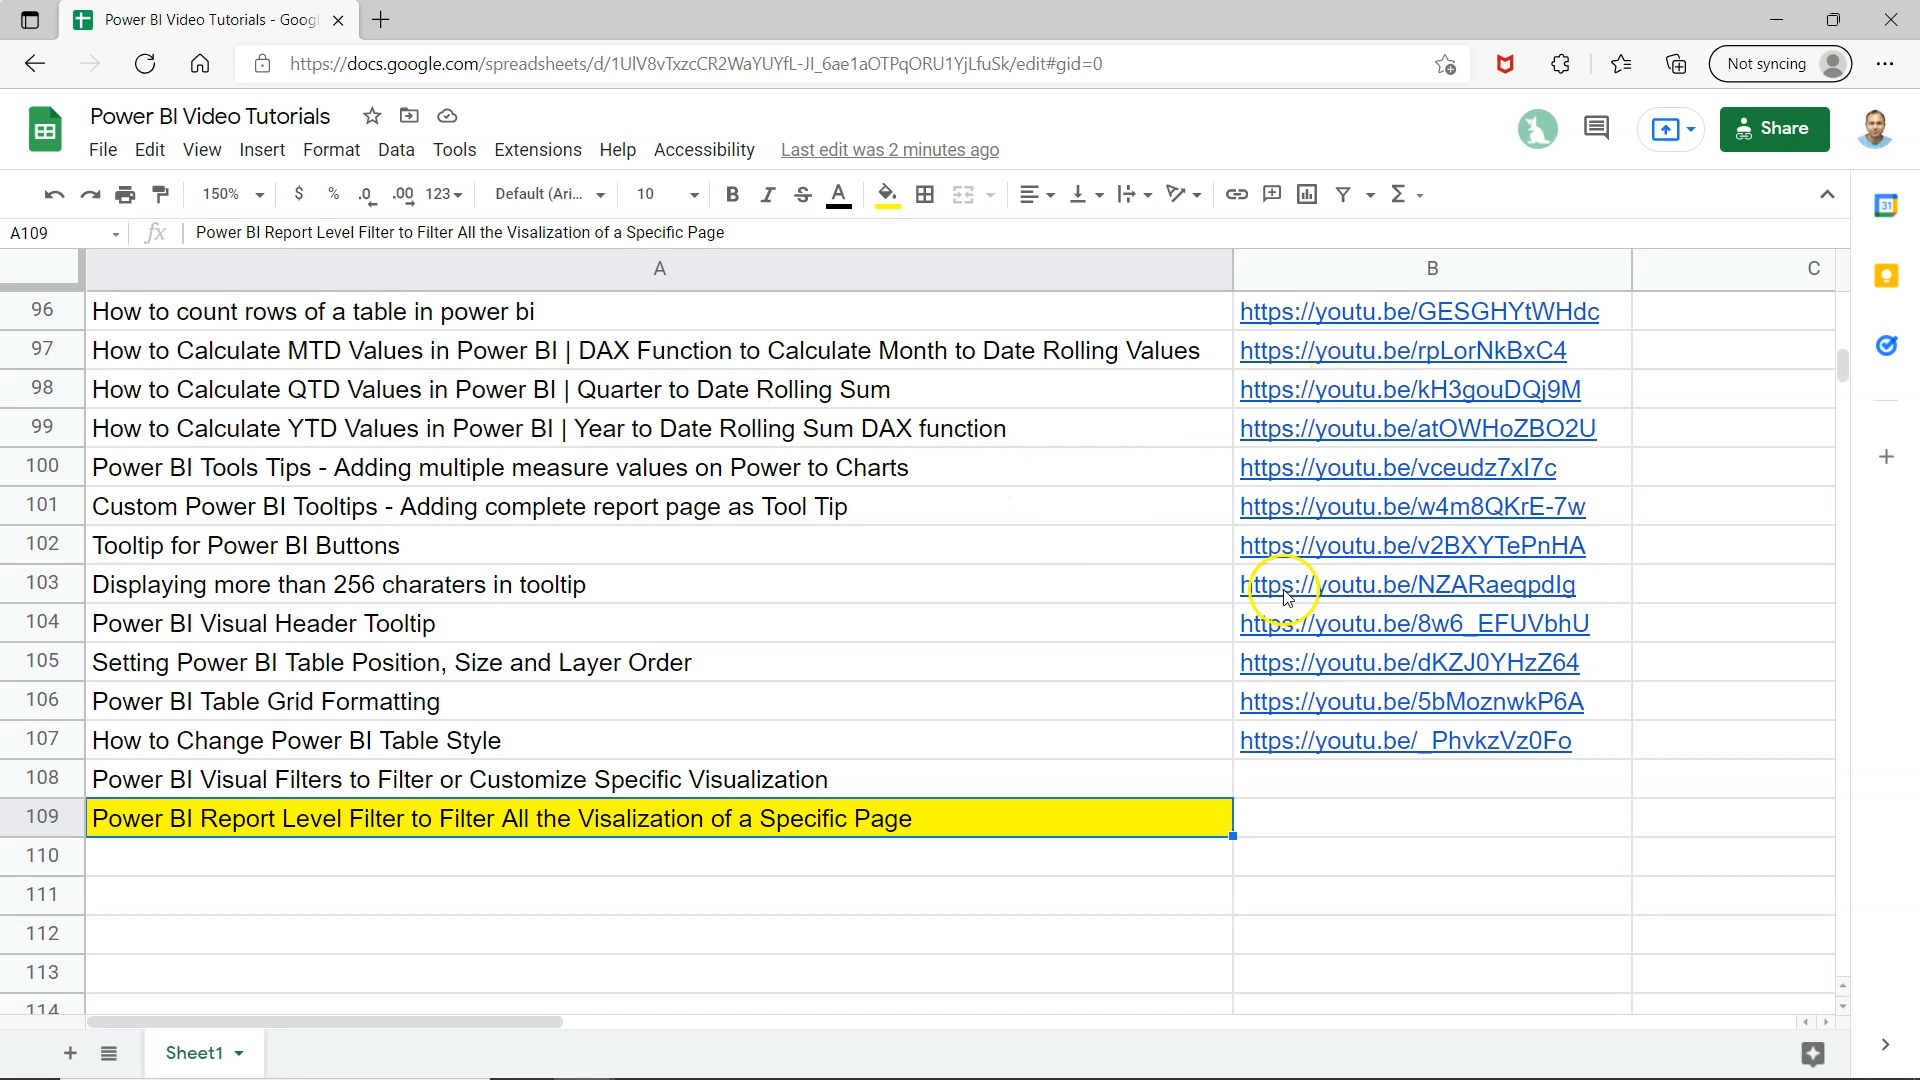 Power BI Video Tutorials - Goog
https://docs.google.com/spreadsheets/d/1UlV8vTxzcCR2WaYUYfL-JI_6ae1aOTPqORU1YjLfuSk/edit#gid=0
Not syncing
Power BI Video Tutorials
File Edit View Insert Format Data Tools Extensions Help Accessibility Last edit was 2 minutes ago
Share
150% $ % .0 .00 123 Default (Ari... 10 B I S A
31
A109 fx Power BI Report Level Filter to Filter All the Visalization of a Specific Page
A B C
96 How to count rows of a table in power bi https://youtu.be/GESGHYtWHdc
97 How to Calculate MTD Values in Power BI | DAX Function to Calculate Month to Date Rolling Values https://youtu.be/rpLorNkBxC4
98 How to Calculate QTD Values in Power BI | Quarter to Date Rolling Sum https://youtu.be/kH3gouDQj9M
99 How to Calculate YTD Values in Power BI | Year to Date Rolling Sum DAX function https://youtu.be/atOWHoZBO2U
100 Power BI Tools Tips - Adding multiple measure values on Power to Charts https://youtu.be/vceudz7xI7c
101 Custom Power BI Tooltips - Adding complete report page as Tool Tip https://youtu.be/w4m8QKrE-7w
102 Tooltip for Power BI Buttons https://youtu.be/v2BXYTePnHA
103 Displaying more than 256 charaters in tooltip https://youtu.be/NZARaeqpdIg
104 Power BI Visual Header Tooltip https://youtu.be/8w6_EFUVbhU
105 Setting Power BI Table Position, Size and Layer Order https://youtu.be/dKZJ0YHzZ64
106 Power BI Table Grid Formatting https://youtu.be/5bMoznwkP6A
107 How to Change Power BI Table Style https://youtu.be/_PhvkzVz0Fo
108 Power BI Visual Filters to Filter or Customize Specific Visualization
109 Power BI Report Level Filter to Filter All the Visalization of a Specific Page
110
111
112
113
114
Sheet1